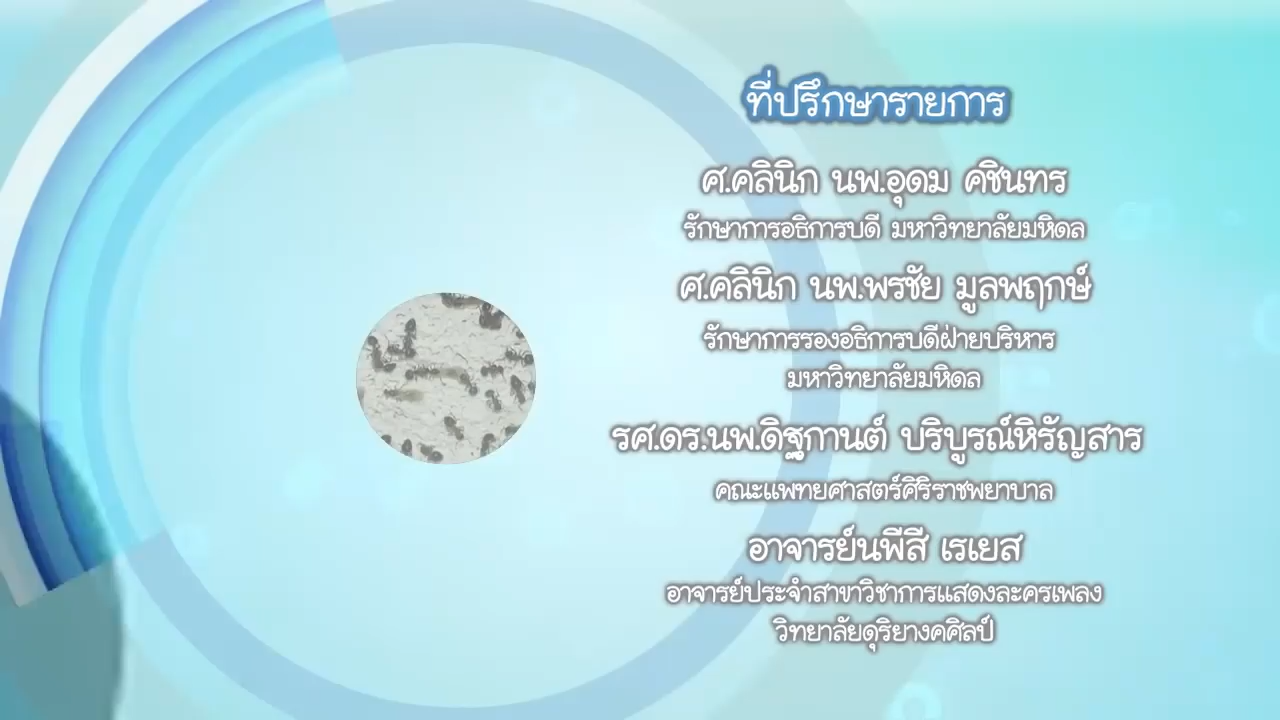 ที่ปรึกษารายการ
ศ.คลินิก นพ.อุดม คชินทร
รักษาการอธิการบดี มหาวิทยาลัยมหิดล
ศ.คลินิก นพ.พรชัย มูลพฤกษ์
รักษาการรองอธิการบดีฝ่ายบริหาร
มหาวิทยาลัยมหิดล
รศ.ดร.นพ.ดิฐกานต์ บริบูรณ์หิรัญสาร
คณะแพทยศาสตร์ศิริราชพยาบาล
อาจารย์นพีสี เรเยส
อาจารย์ประจำสาขาวิชาการแสดงละครเพลง
วิทยาลัยดุริยางคศิลป์